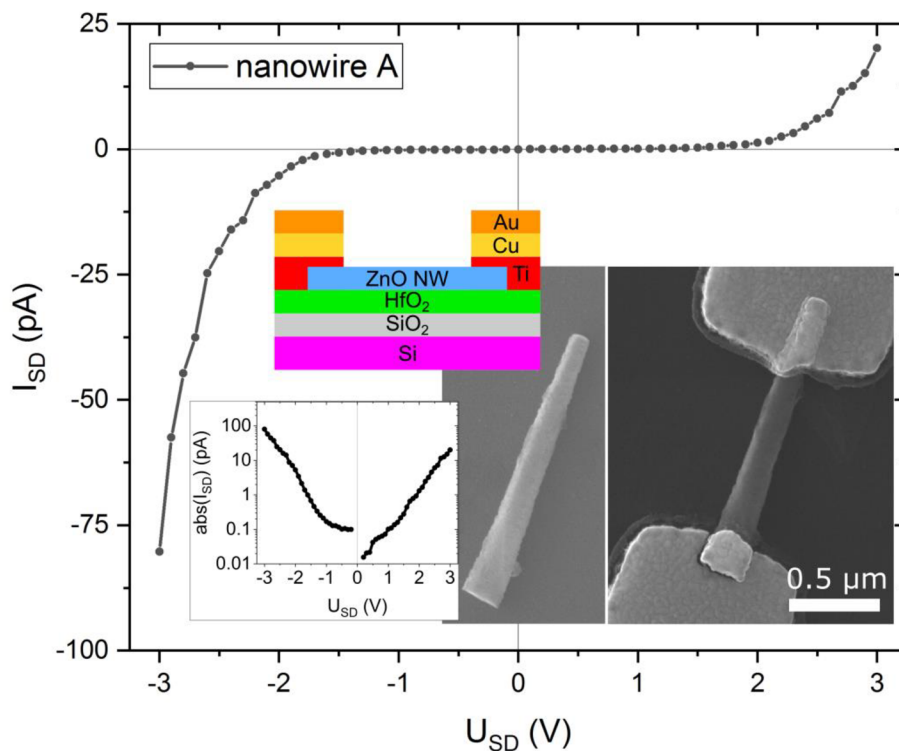 25
0
-25
-50
-75
-100
I_SD (pA)
nanowire A
Au
Cu
Ti
ZnO NW
HfO₂
SiO₂
Si
100
10
1
0.1
0.01
abs(I_SD) (pA)
-3 -2 -1 0 1 2 3
U_SD (V)
0.5 µm
-3 -2 -1 0 1 2 3
U_SD (V)